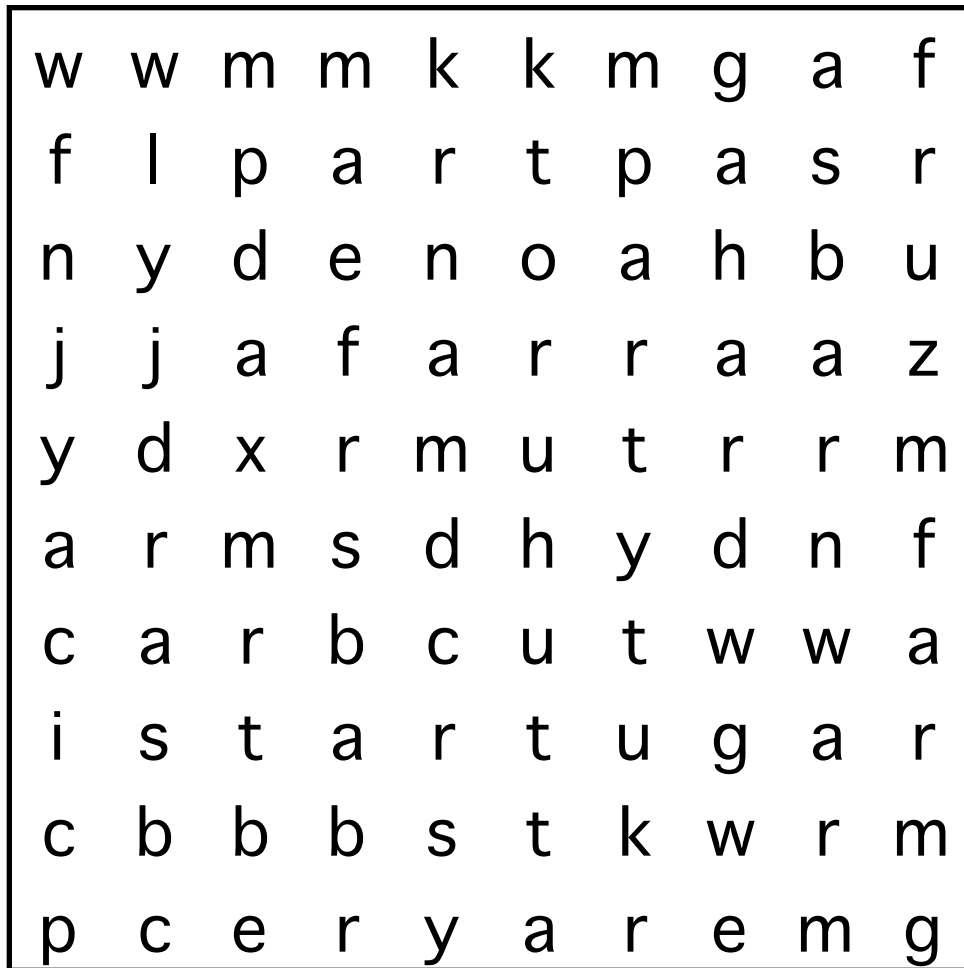 w w m m k k m g a f
f l p a r t p a s r
n y d e n o a h b u
j j a f a r r a a z
y d x r m u t r r m
a r m s d h y d n f
c a r b c u t w w a
i s t a r t u g a r
c b b b s t k w r m
p c e r y a r e m g